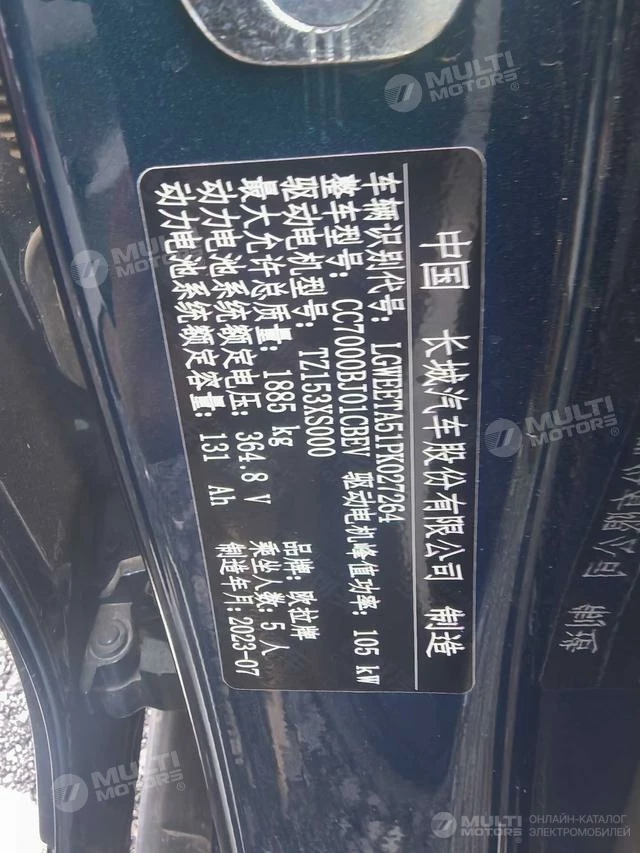 中国 长城汽车股份有限公司 制造
车辆识别代号: LGWEETA51PK027264
整车型号: CC7000BJ01CBEV 驱动电机峰值功率: 105 kW
驱动电机型号: TZ153XS000
最大允许总质量: 1885 kg 品牌: 欧拉牌
动力电池系统额定电压: 364.8 V 乘坐人数: 5 人
动力电池系统额定容量: 131 Ah 制造年月: 2023-07
MULTI MOTORS
MULTI MOTORS
MULTI MOTORS
MULTI MOTORS
MULTI MOTORS
ОНЛАЙН-КАТАЛОГ
ЭЛЕКТРОМОБИЛЕЙ